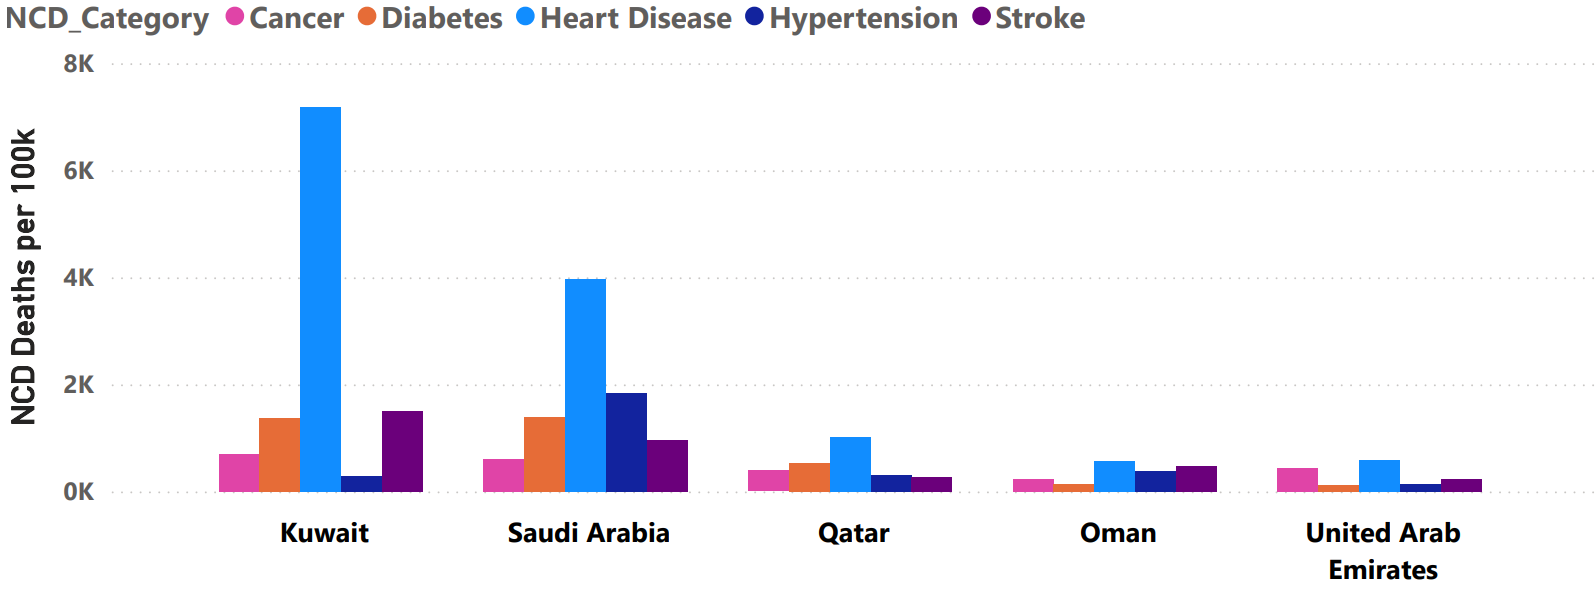 NCD_Category Cancer Diabetes Heart Disease Hypertension Stroke
NCD Deaths per 100k
8K
6K
4K
2K
0K
Kuwait Saudi Arabia Qatar Oman United Arab
Emirates